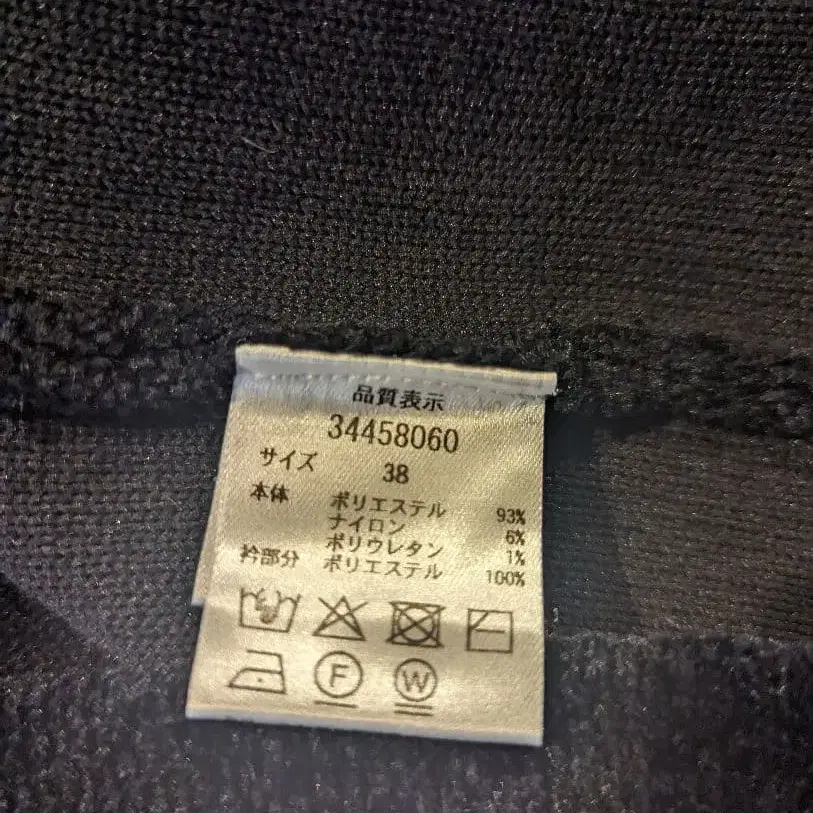 品質表示
34458060
サイズ 38
本体 ポリエステル 93%
ナイロン 6%
ポリウレタン 1%
衿部分 ポリエステル 100%
F W